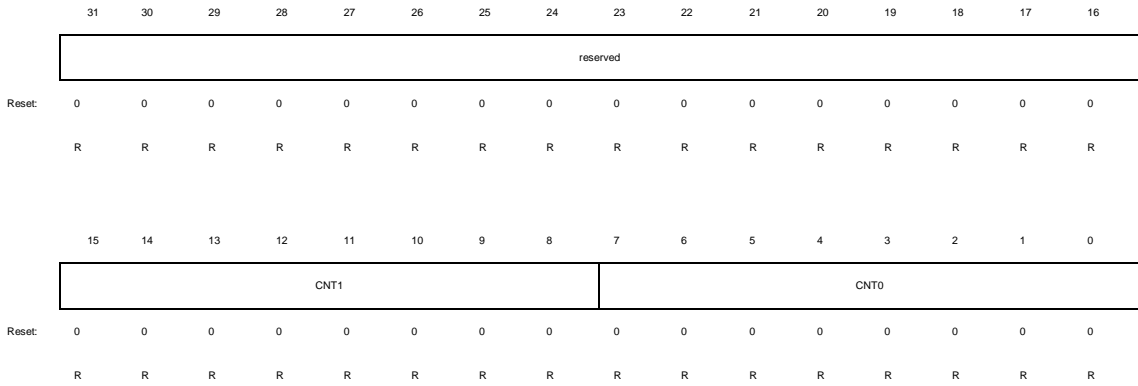 31 30 29 28 27 26 25 24 23 22 21 20 19 18 17 16
reserved
Reset: 0 0 0 0 0 0 0 0 0 0 0 0 0 0 0 0
R R R R R R R R R R R R R R R R
15 14 13 12 11 10 9 8 7 6 5 4 3 2 1 0
CNT1 CNT0
Reset: 0 0 0 0 0 0 0 0 0 0 0 0 0 0 0 0
R R R R R R R R R R R R R R R R